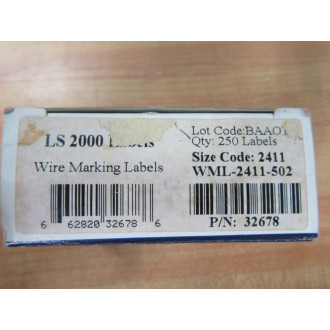 LS 2000 Labels
Wire Marking Labels
6 62820 32678 6
Lot Code:
Qty: 250 Labels
Size Code: 2411
WML-2411-502
P/N: 32678